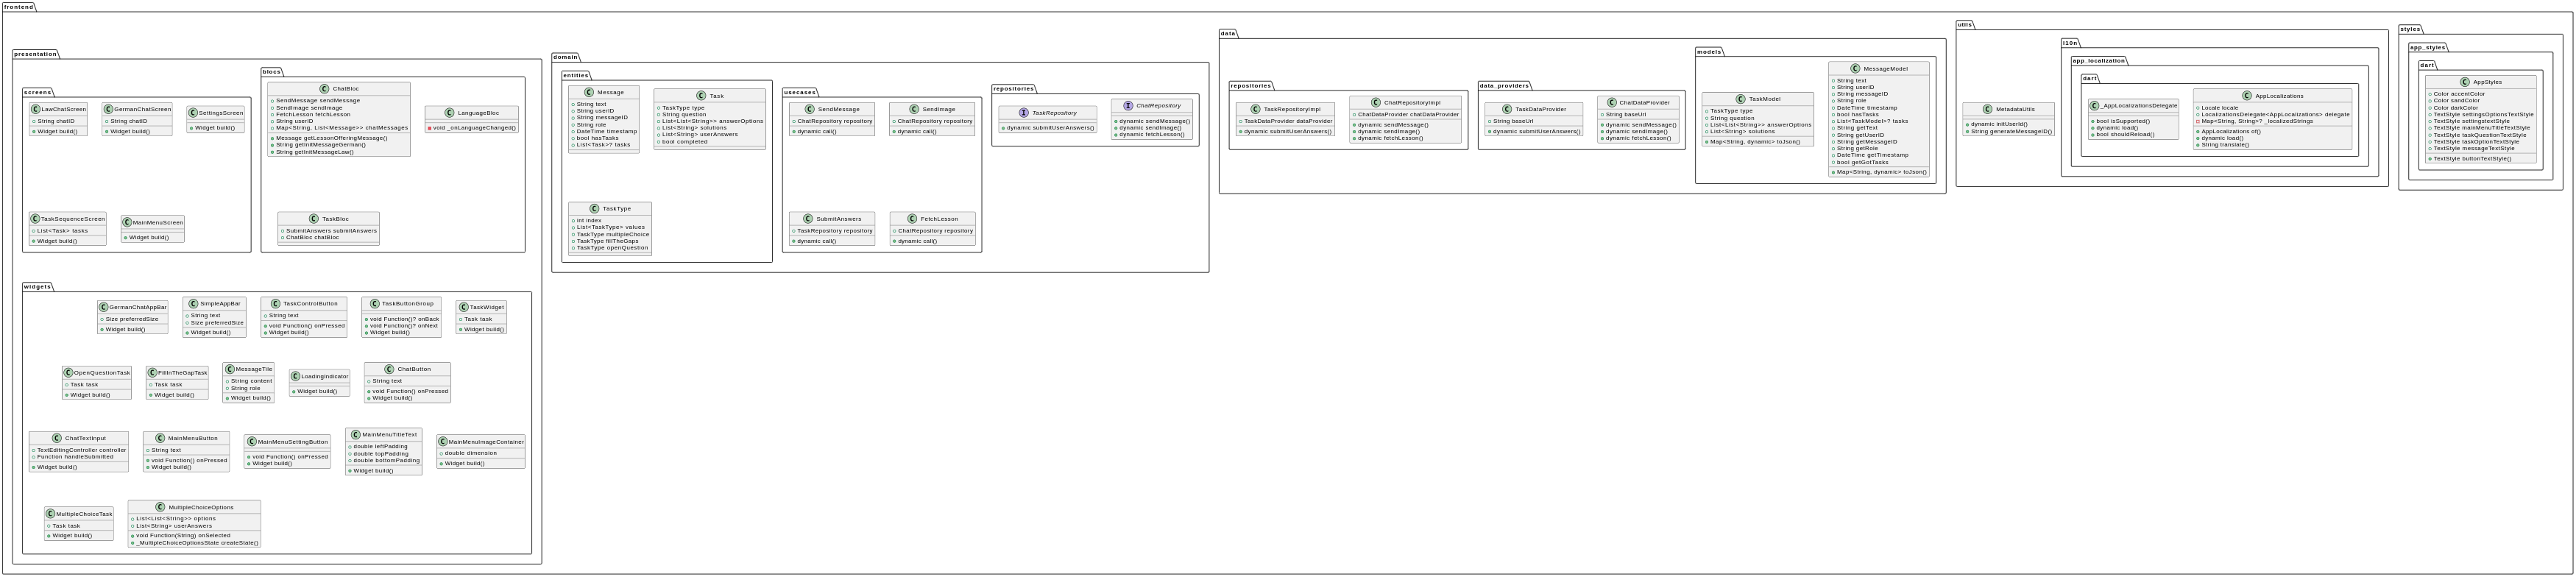 frontend
presentation
screens
LawChatScreen
String chatID
Widget build()
GermanChatScreen
String chatID
Widget build()
SettingsScreen
Widget build()
TaskSequenceScreen
List<Task> tasks
Widget build()
MainMenuScreen
Widget build()
blocs
ChatBloc
SendMessage sendMessage
SendImage sendImage
FetchLesson fetchLesson
String userID
Map<String, List<Message>> chatMessages
Message getLessonOfferingMessage()
String getInitMessageGerman()
String getInitMessageLaw()
LanguageBloc
void _onLanguageChanged()
TaskBloc
SubmitAnswers submitAnswers
ChatBloc chatBloc
widgets
GermanChatAppBar
Size preferredSize
Widget build()
SimpleAppBar
String text
Size preferredSize
Widget build()
TaskControlButton
String text
void Function() onPressed
Widget build()
TaskButtonGroup
void Function()? onBack
void Function()? onNext
Widget build()
TaskWidget
Task task
Widget build()
OpenQuestionTask
Task task
Widget build()
FillInTheGapTask
Task task
Widget build()
MessageTile
String content
String role
Widget build()
LoadingIndicator
Widget build()
ChatButton
String text
void Function() onPressed
Widget build()
ChatTextInput
TextEditingController controller
Function handleSubmitted
Widget build()
MainMenuButton
String text
void Function() onPressed
Widget build()
MainMenuSettingButton
void Function() onPressed
Widget build()
MainMenuTitleText
double leftPadding
double topPadding
double bottomPadding
Widget build()
MainMenuImageContainer
double dimension
Widget build()
MultipleChoiceTask
Task task
Widget build()
MultipleChoiceOptions
List<List<String>> options
List<String> userAnswers
void Function(String) onSelected
_MultipleChoiceOptionsState createState()
domain
entities
Message
String text
String userID
String messageID
String role
DateTime timestamp
bool hasTasks
List<Task>? tasks
Task
TaskType type
String question
List<List<String>> answerOptions
List<String> solutions
List<String> userAnswers
bool completed
TaskType
int index
List<TaskType> values
TaskType multipleChoice
TaskType fillTheGaps
TaskType openQuestion
usecases
SendMessage
ChatRepository repository
dynamic call()
SendImage
ChatRepository repository
dynamic call()
SubmitAnswers
TaskRepository repository
dynamic call()
FetchLesson
ChatRepository repository
dynamic call()
repositories
TaskRepository
dynamic submitUserAnswers()
ChatRepository
dynamic sendMessage()
dynamic sendImage()
dynamic fetchLesson()
data
repositories
TaskRepositoryImpl
TaskDataProvider dataProvider
dynamic submitUserAnswers()
ChatRepositoryImpl
ChatDataProvider chatDataProvider
dynamic sendMessage()
dynamic sendImage()
dynamic fetchLesson()
data_providers
TaskDataProvider
String baseUrl
dynamic submitUserAnswers()
ChatDataProvider
String baseUrl
dynamic sendMessage()
dynamic sendImage()
dynamic fetchLesson()
models
TaskModel
TaskType type
String question
List<List<String>> answerOptions
List<String> solutions
Map<String, dynamic> toJson()
MessageModel
String text
String userID
String messageID
String role
DateTime timestamp
bool hasTasks
List<TaskModel>? tasks
String getText
String getUserID
String getMessageID
String getRole
DateTime getTimestamp
bool getGotTasks
Map<String, dynamic> toJson()
utils
MetadataUtils
dynamic initUserId()
String generateMessageID()
l10n
app_localization
dart
_AppLocalizationsDelegate
bool isSupported()
dynamic load()
bool shouldReload()
AppLocalizations
Locale locale
LocalizationsDelegate<AppLocalizations> delegate
Map<String, String>? _localizedStrings
AppLocalizations of()
dynamic load()
String translate()
styles
app_styles
dart
AppStyles
Color accentColor
Color sandColor
Color darkColor
TextStyle settingsOptionsTextStyle
TextStyle settingstextStyle
TextStyle mainMenuTitleTextStyle
TextStyle taskQuestionTextStyle
TextStyle taskOptionTextStyle
TextStyle messageTextStyle
TextStyle buttonTextStyle()